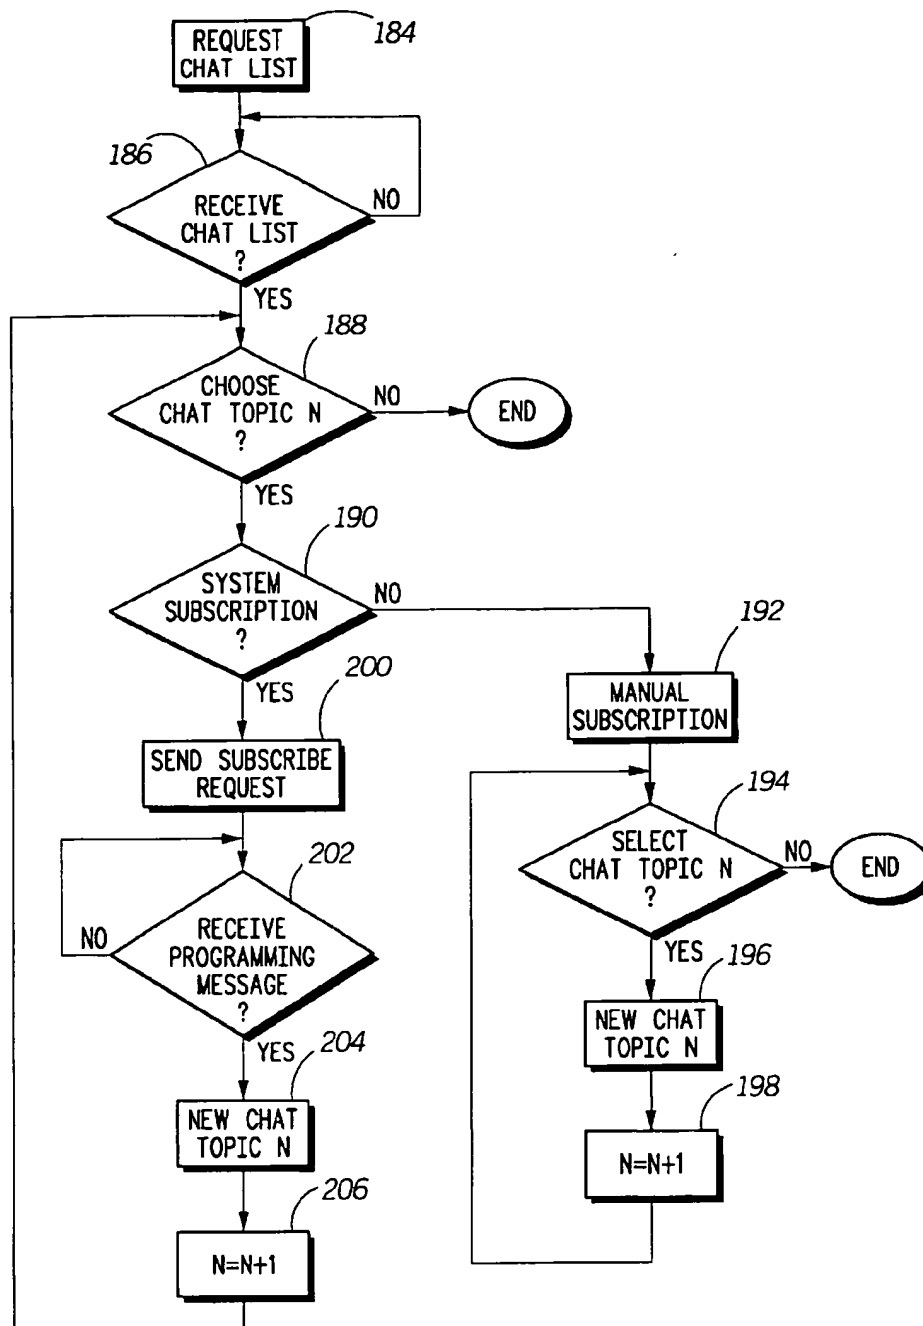 REQUEST
CHAT LIST
184
186
RECEIVE
CHAT LIST
?
NO
YES
188
CHOOSE
CHAT TOPIC N
?
NO
END
YES
190
SYSTEM
SUBSCRIPTION
?
NO
YES
192
MANUAL
SUBSCRIPTION
200
SEND SUBSCRIBE
REQUEST
194
SELECT
CHAT TOPIC N
?
NO
END
YES
202
RECEIVE
PROGRAMMING
MESSAGE
?
NO
YES
196
NEW CHAT
TOPIC N
204
NEW CHAT
TOPIC N
198
N=N+1
206
N=N+1